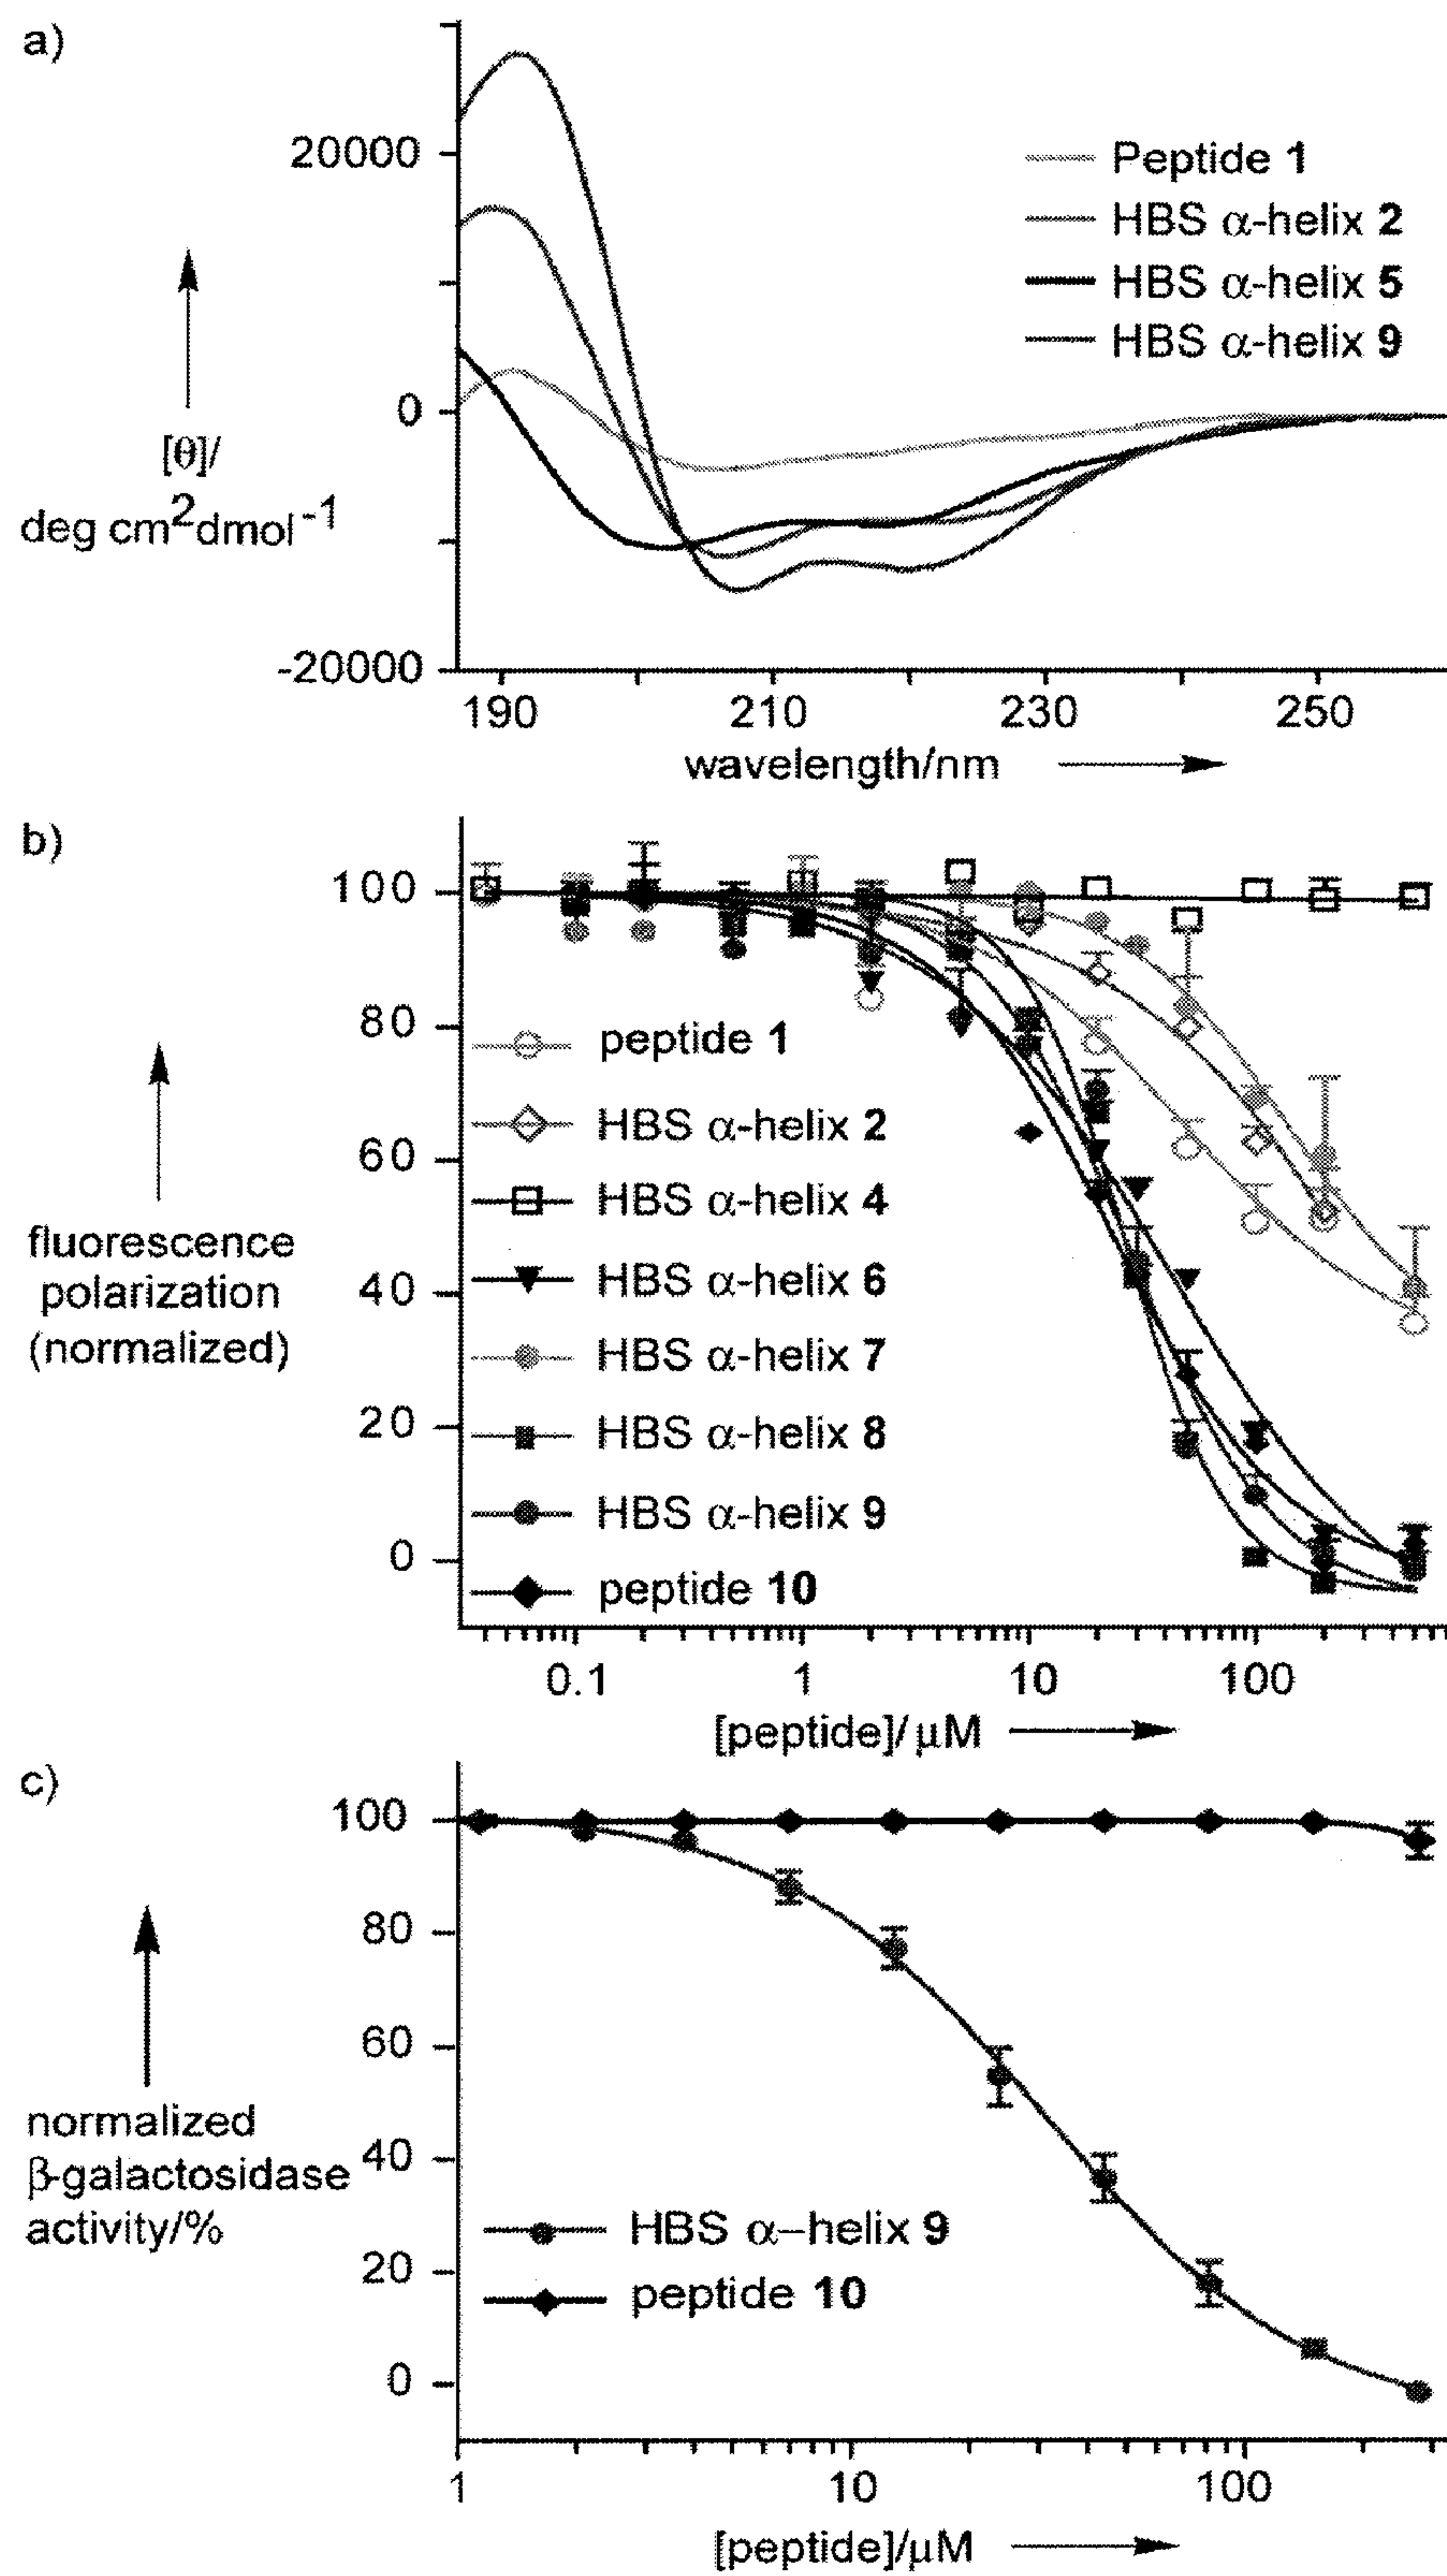 a)
20000
0
-20000
[θ]/
deg cm2dmol-1
Peptide 1
HBS α-helix 2
HBS α-helix 5
HBS α-helix 9
190 210 230 250
wavelength/nm
b)
100
80
60
40
20
0
fluorescence
polarization
(normalized)
peptide 1
HBS α-helix 2
HBS α-helix 4
HBS α-helix 6
HBS α-helix 7
HBS α-helix 8
HBS α-helix 9
peptide 10
0.1 1 10 100
[peptide]/μM
c)
100
80
60
40
20
0
normalized
β-galactosidase
activity/%
HBS α–helix 9
peptide 10
1 10 100
[peptide]/μM